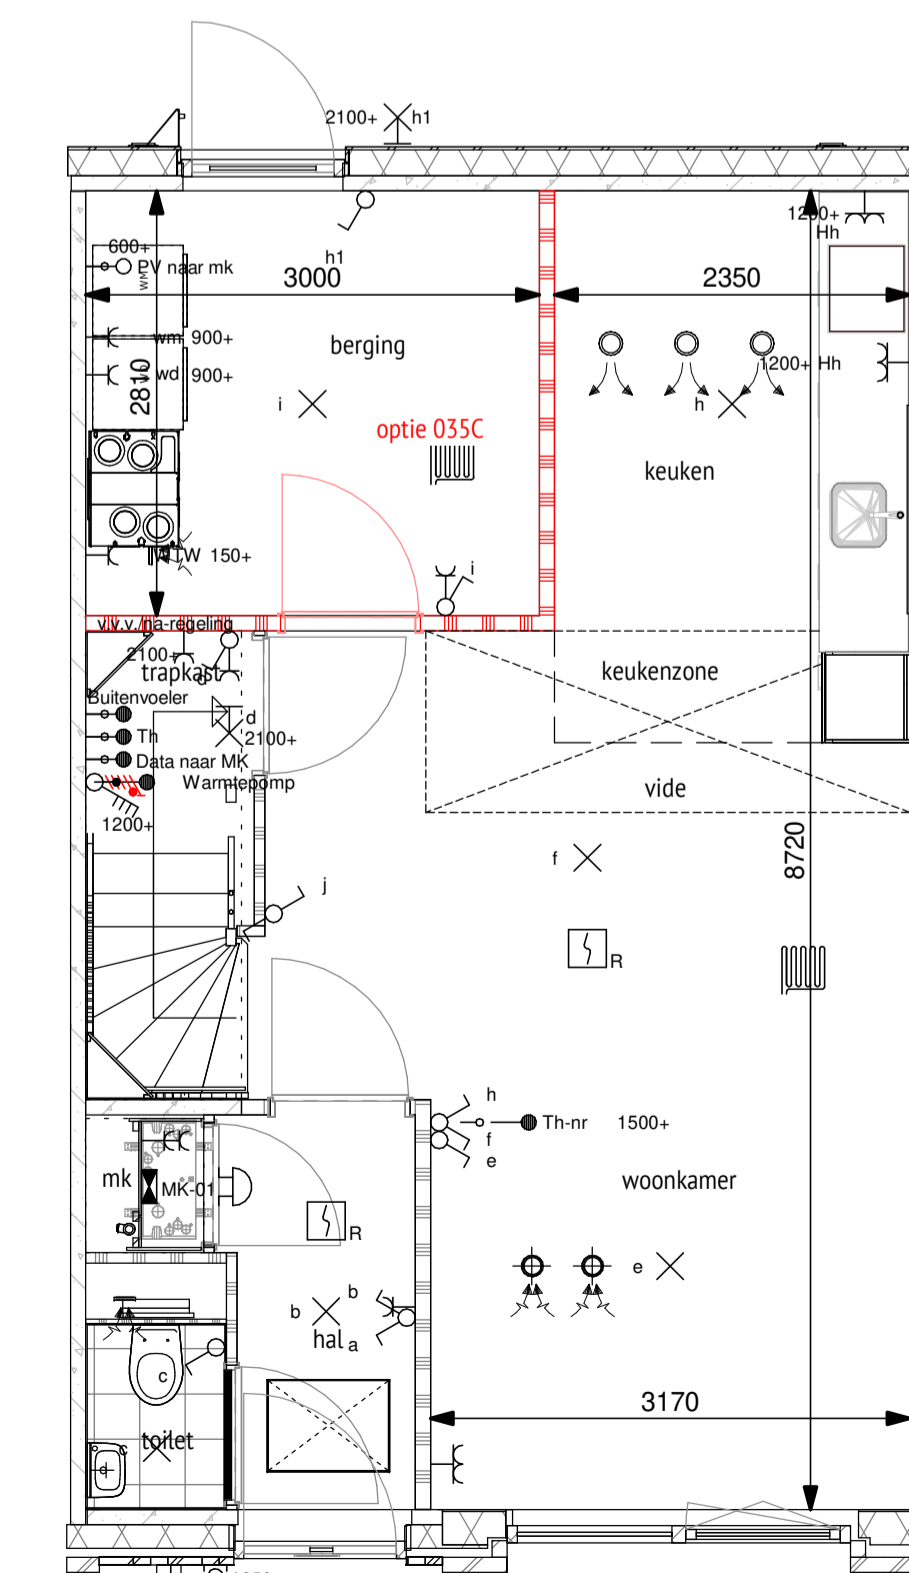 2100+ h1
1200+
Hh
600+
PV naar mk
wm
h1
3000
2350
wm 900+
berging
1200+ Hh
wd 900+
2810
i
h
optie 035C
keuken
WTW 150+
i
v.v.v./na-regeling
2100+
trapkast
d
keukenzone
Buitenvoeler
d
Th
2100+
Data naar MK
Warmtepomp
vide
1200+
f
8720
j
R
h
Th-nr 1500+
f
e
mk
MK-01
woonkamer
R
e
b
b
hal a
c
3170
c
toilet